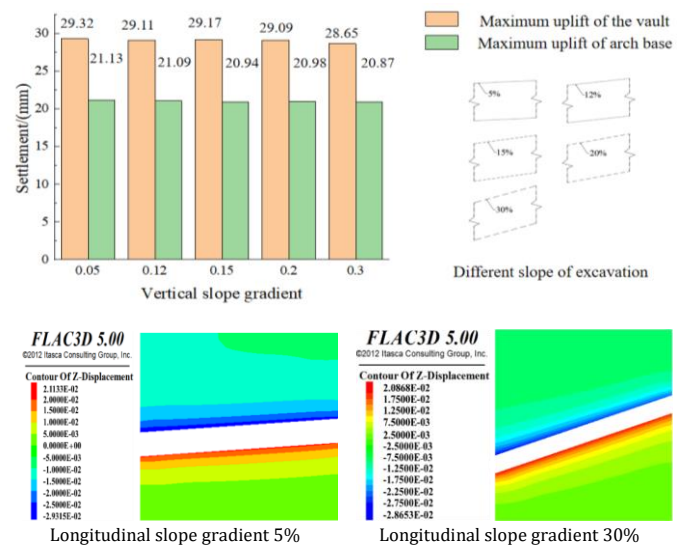 29.32
29.11
29.17
29.09
28.65
21.13
21.09
20.94
20.98
20.87
Settlement/(mm)
30
25
20
15
10
5
0
0.05
0.12
0.15
0.2
0.3
Vertical slope gradient
Maximum uplift of the vault
Maximum uplift of arch base
5%
12%
15%
20%
30%
Different slope of excavation
FLAC3D 5.00
©2012 Itasca Consulting Group, Inc.
Contour Of Z-Displacement
2.1133E-02
2.0000E-02
1.5000E-02
1.0000E-02
5.0000E-03
0.0000E+00
-5.0000E-03
-1.0000E-02
-1.5000E-02
-2.0000E-02
-2.5000E-02
-2.9315E-02
Longitudinal slope gradient 5%
FLAC3D 5.00
©2012 Itasca Consulting Group, Inc.
Contour Of Z-Displacement
2.0868E-02
1.7500E-02
1.2500E-02
7.5000E-03
2.5000E-03
-2.5000E-03
-7.5000E-03
-1.2500E-02
-1.7500E-02
-2.2500E-02
-2.7500E-02
-2.8653E-02
Longitudinal slope gradient 30%